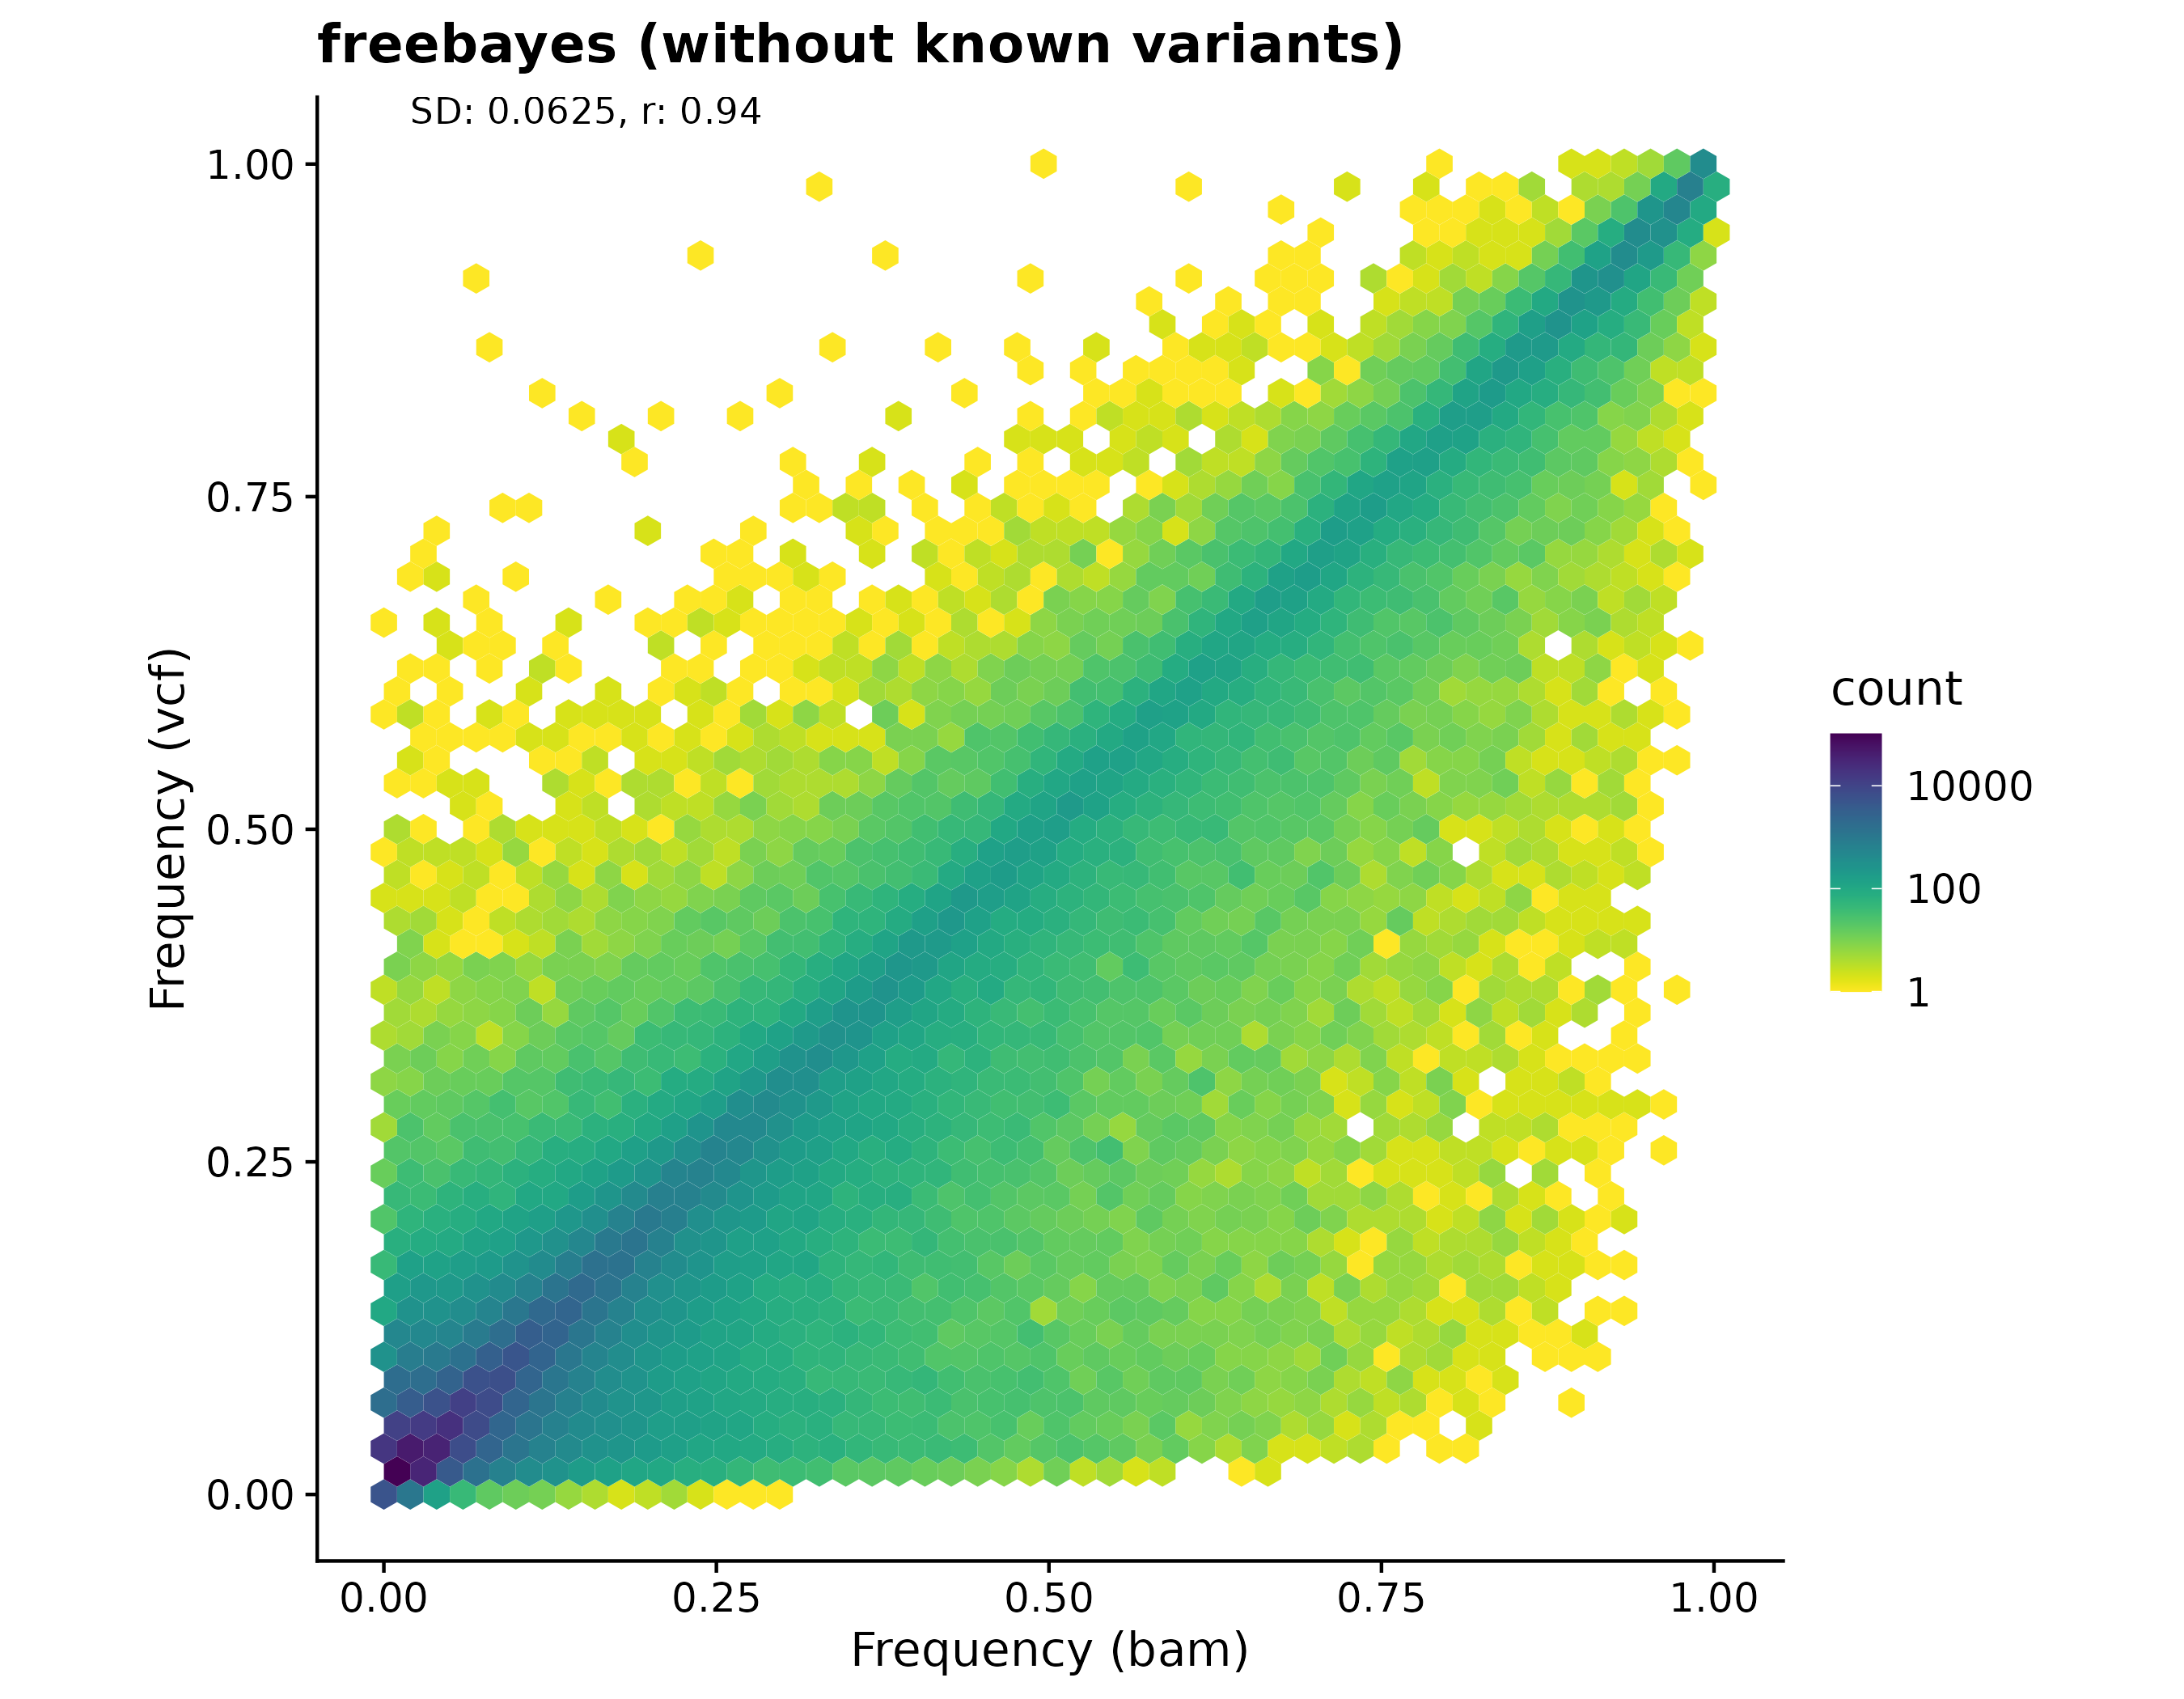 freebayes (without known variants)
SD: 0.0625, r: 0.94
1.00
0.75
0.50
0.25
0.00
Frequency (vcf)
0.00 0.25 0.50 0.75 1.00
Frequency (bam)
count
10000
100
1